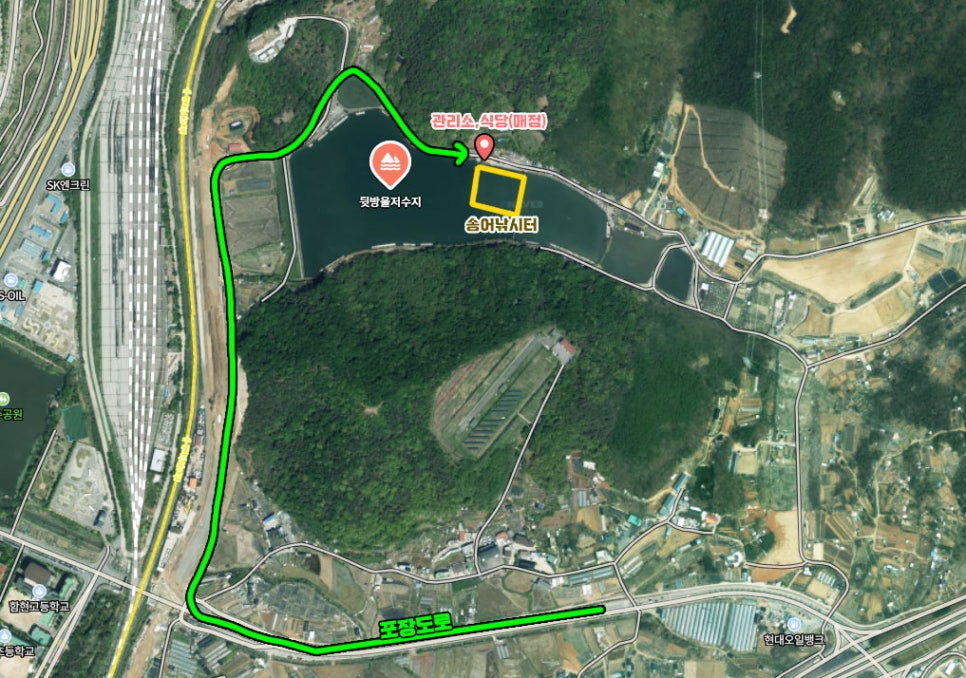 관리소,식당(매점)
SK엔크린
뒷방울저수지
NAVER
송어낚시터
S-OIL
공원
함현고등학교
포장도로
현대오일뱅크
초등학교